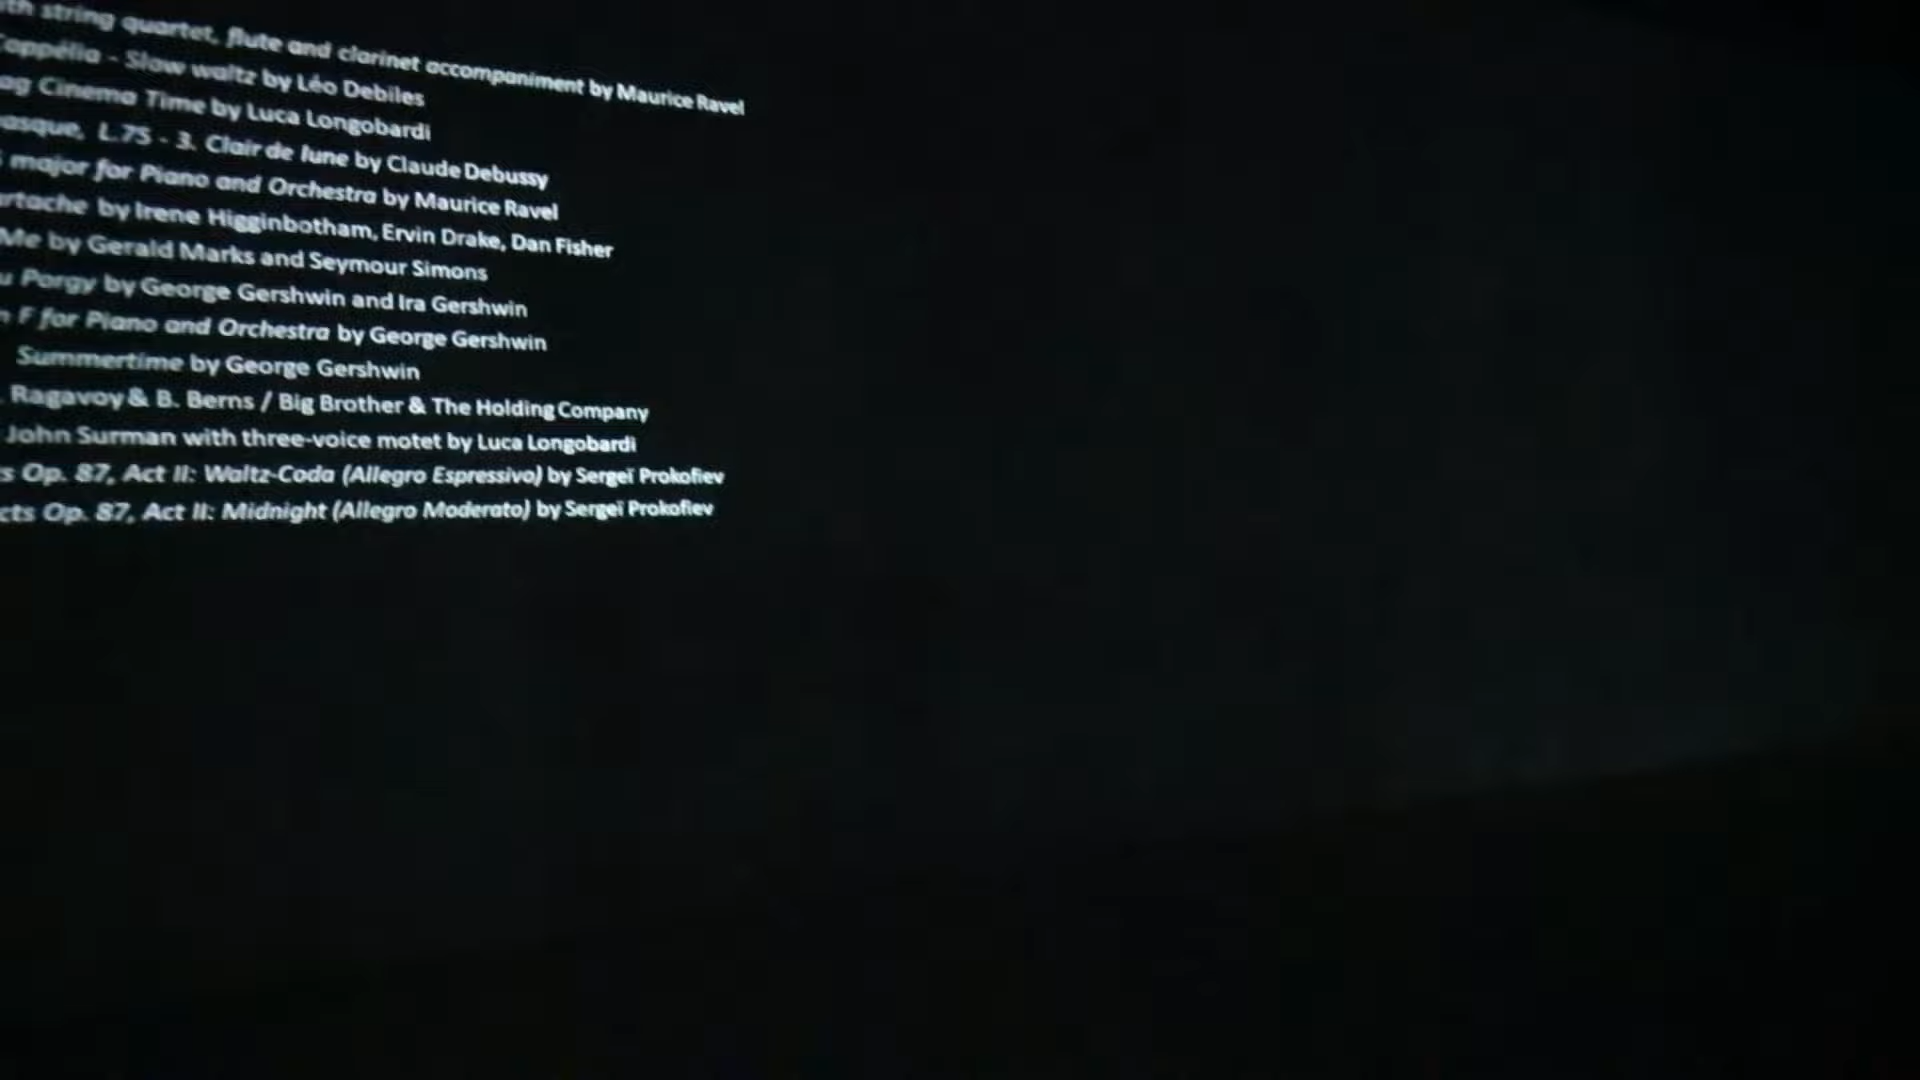 string quartet, flute and clarinet accompaniment by Maurice Ravel
Coppélia - Slow waltz by Léo Debiles
Cinema Time by Luca Longobardi
L.75 - 3. Clair de lune by Claude Debussy
major for Piano and Orchestra by Maurice Ravel
by Irene Higginbotham, Ervin Drake, Dan Fisher
Me by Gerald Marks and Seymour Simons
Porgy by George Gershwin and Ira Gershwin
F for Piano and Orchestra by George Gershwin
Summertime by George Gershwin
Ragavoy & B. Berns / Big Brother & The Holding Company
John Surman with three-voice motet by Luca Longobardi
Op. 87, Act II: Waltz-Coda (Allegro Espressivo) by Sergeï Prokofiev
Op. 87, Act II: Midnight (Allegro Moderato) by Sergeï Prokofiev